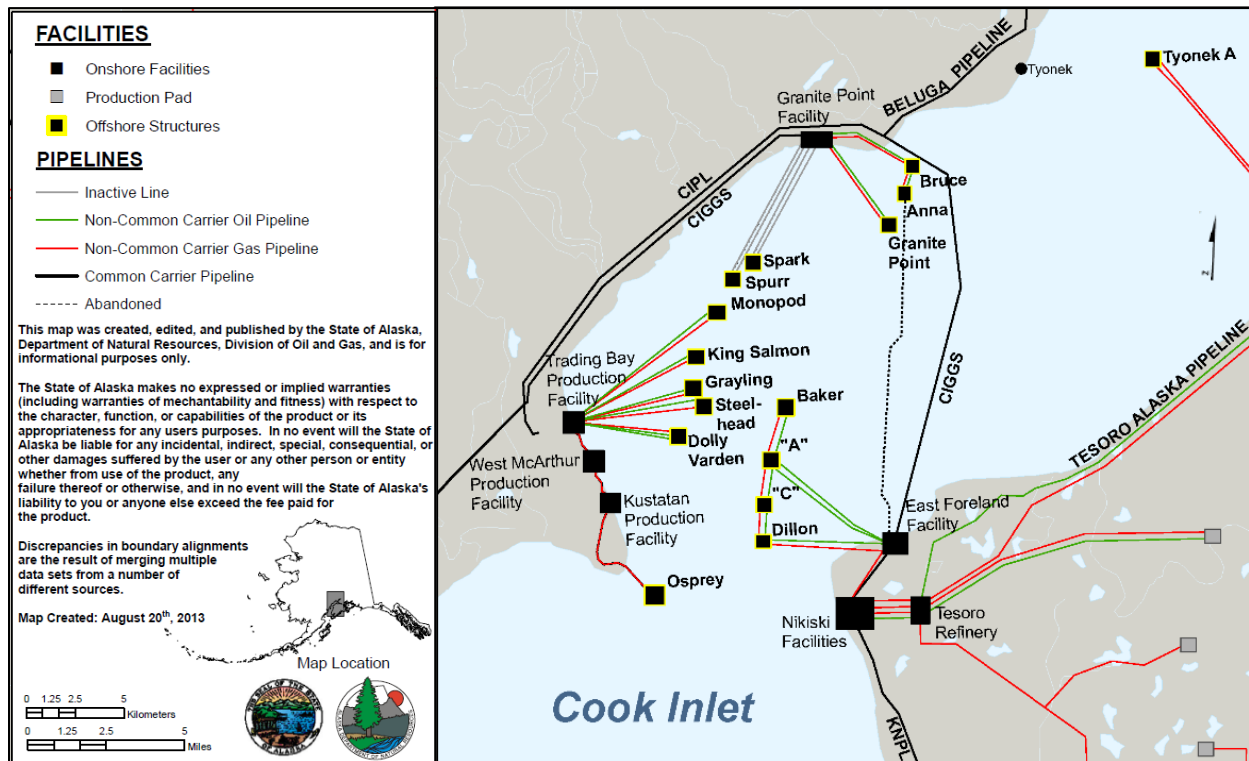 FACILITIES
Onshore Facilities
Production Pad
Offshore Structures
PIPELINES
Inactive Line
Non-Common Carrier Oil Pipeline
Non-Common Carrier Gas Pipeline
Common Carrier Pipeline
Abandoned
This map was created, edited, and published by the State of Alaska,
Department of Natural Resources, Division of Oil and Gas, and is for
informational purposes only.
The State of Alaska makes no expressed or implied warranties
(including warranties of mechantability and fitness) with respect to
the character, function, or capabilities of the product or its
appropriateness for any users purposes. In no event will the State of
Alaska be liable for any incidental, indirect, special, consequential, or
other damages suffered by the user or any other person or entity
whether from use of the product, any
failure thereof or otherwise, and in no event will the State of Alaska's
liability to you or anyone else exceed the fee paid for
the product.
Discrepancies in boundary alignments
are the result of merging multiple
data sets from a number of
different sources.
Map Created: August 20th, 2013
Map Location
0 1.25 2.5 5
Kilometers
0 1.25 2.5 5
Miles
BELUGA PIPELINE
Tyonek
Tyonek A
Granite Point
Facility
CIPL
CIGGS
Bruce
Anna
Granite
Point
Spark
Spurr
Monopod
King Salmon
Trading Bay
Production
Facility
Grayling
Steel-
head
Dolly
Varden
Baker
"A"
"C"
Dillon
CIGGS
TESORO ALASKA PIPELINE
West McArthur
Production
Facility
Kustatan
Production
Facility
Osprey
East Foreland
Facility
Nikiski
Facilities
Tesoro
Refinery
Cook Inlet
KNPL
N